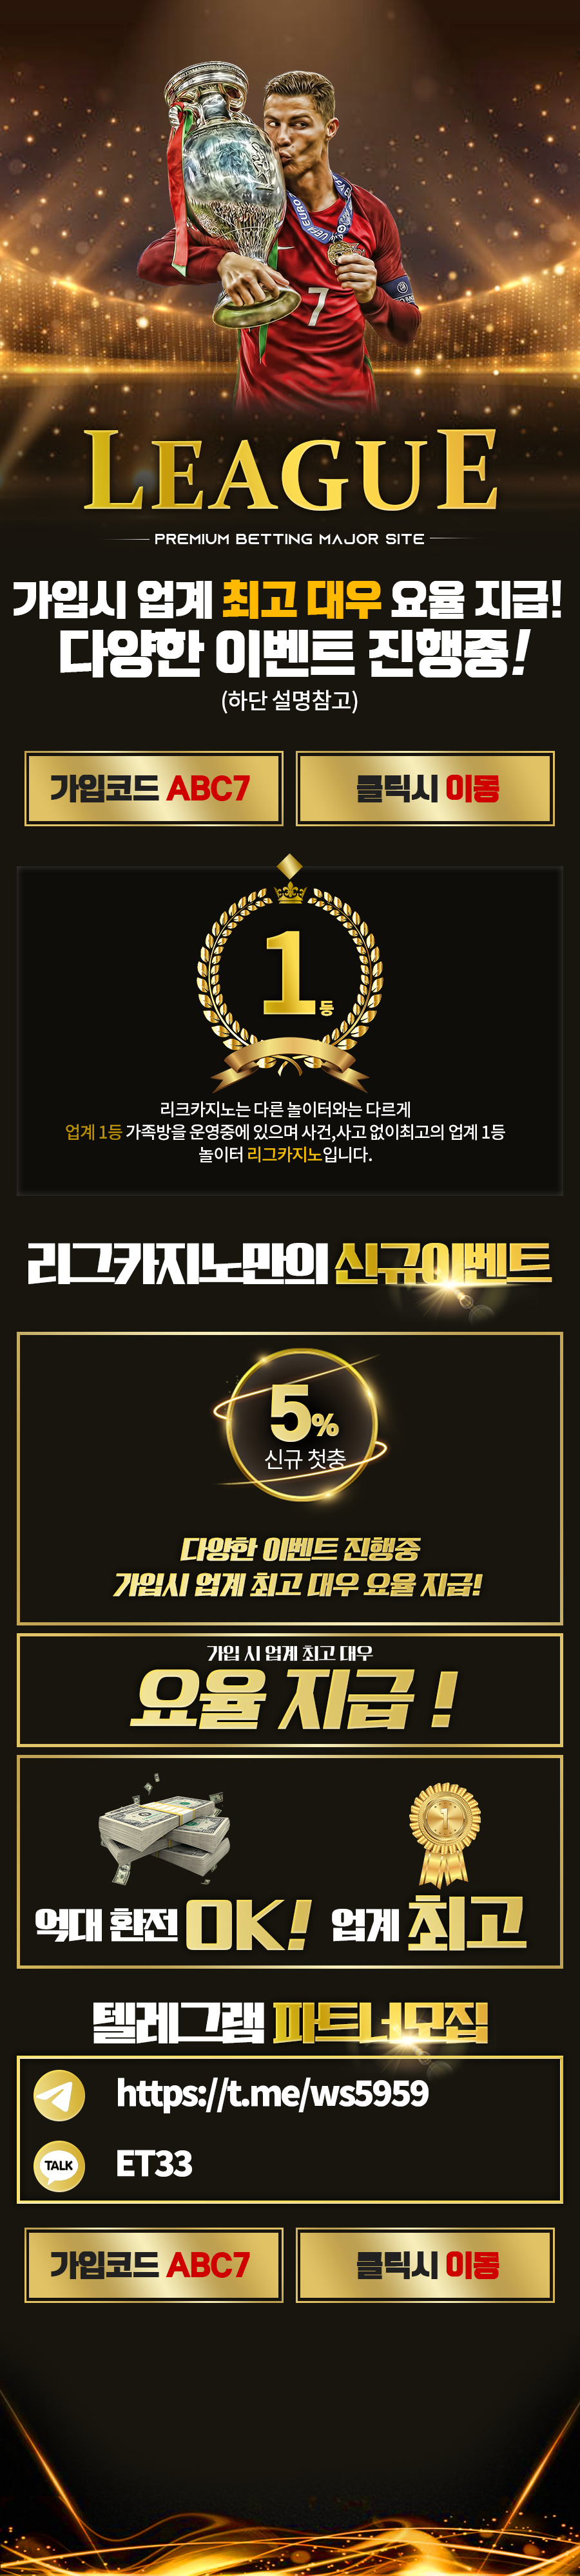 UEFA EURO
7
LEAGUE
PREMIUM BETTING MAJOR SITE
가입시 업계 최고 대우 요율 지급!
다양한 이벤트 진행중!
(하단 설명참고)
가입코드 ABC7
클릭시 이동
1등
리크카지노는 다른 놀이터와는 다르게
업계 1등 가족방을 운영중에 있으며 사건,사고 없이최고의 업계 1등
놀이터 리그카지노입니다.
리그카지노만의 신규이벤트
5%
신규 첫충
다양한 이벤트 진행중
가입시 업계 최고 대우 요율 지급!
가입 시 업계 최고 대우
요율 지급 !
1
억대 환전 OK!
업계 최고
텔레그램 파트너모집
https://t.me/ws5959
TALK
ET33
가입코드 ABC7
클릭시 이동